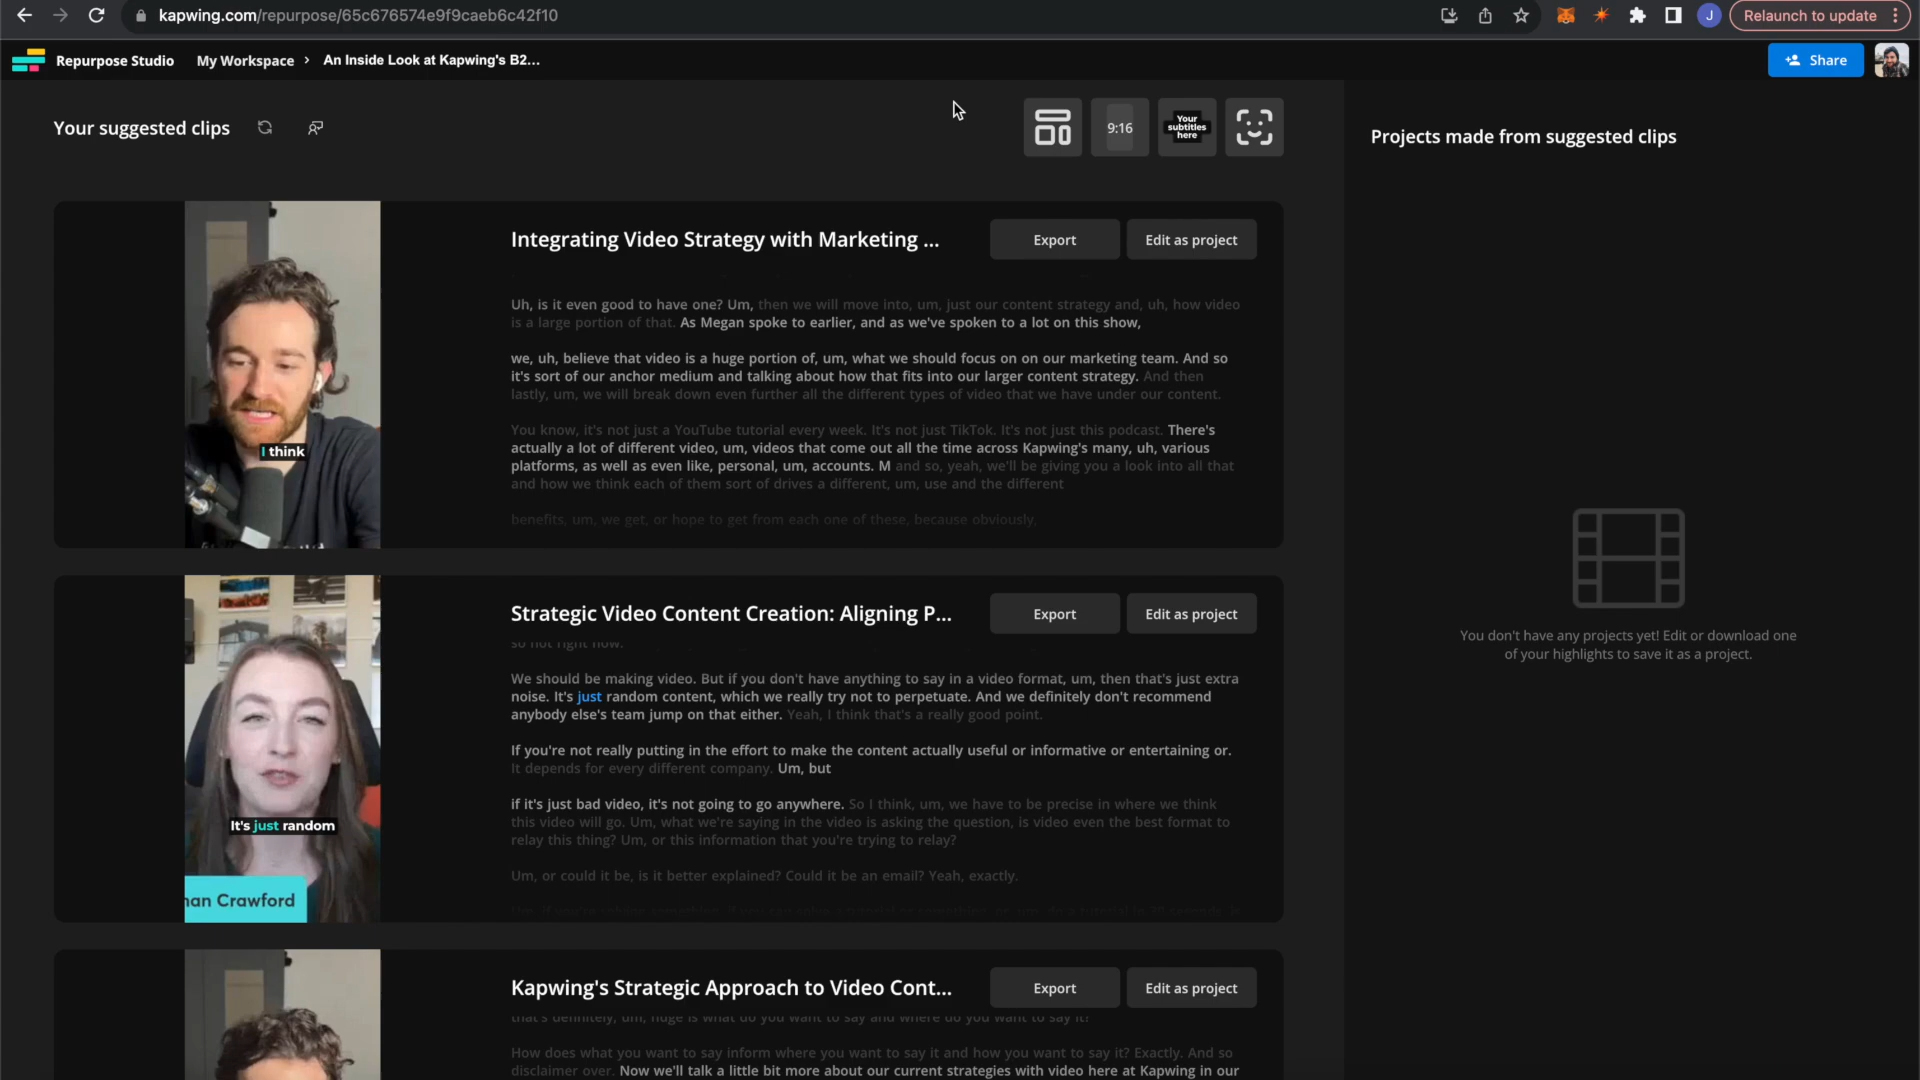 kapwing.com/repurpose/65c676574e9f9caeb6c42f10
J
Relaunch to update
Repurpose Studio
My Workspace
An Inside Look at Kapwing's B2...
Share
Your suggested clips
9:16
Your
subtitles
here
Projects made from suggested clips
Integrating Video Strategy with Marketing ...
Export
Edit as project
Uh, is it even good to have one? Um, then we will move into, um, just our content strategy and, uh, how video
is a large portion of that. As Megan spoke to earlier, and as we've spoken to a lot on this show,
we, uh, believe that video is a huge portion of, um, what we should focus on on our marketing team. And so
it's sort of our anchor medium and talking about how that fits into our larger content strategy. And then
lastly, um, we will break down even further all the different types of video that we have under our content.
You know, it's not just a YouTube tutorial every week. It's not just TikTok. It's not just this podcast. There's
actually a lot of different video, um, videos that come out all the time across Kapwing's many, uh, various
platforms, as well as even like, personal, um, accounts. M and so, yeah, we'll be giving you a look into all that
and how we think each of them sort of drives a different, um, use and the different
benefits, um, we get, or hope to get from each one of these, because obviously,
I think
Strategic Video Content Creation: Aligning P...
Export
Edit as project
so not right now.
We should be making video. But if you don't have anything to say in a video format, um, then that's just extra
noise. It's just random content, which we really try not to perpetuate. And we definitely don't recommend
anybody else's team jump on that either. Yeah, I think that's a really good point.
If you're not really putting in the effort to make the content actually useful or informative or entertaining or.
It depends for every different company. Um, but
if it's just bad video, it's not going to go anywhere. So I think, um, we have to be precise in where we think
this video will go. Um, what we're saying in the video is asking the question, is video even the best format to
relay this thing? Um, or this information that you're trying to relay?
Um, or could it be, is it better explained? Could it be an email? Yeah, exactly.
It's just random
nan Crawford
You don't have any projects yet! Edit or download one
of your highlights to save it as a project.
Kapwing's Strategic Approach to Video Cont...
Export
Edit as project
that's definitely, um, huge is what do you want to say and where do you want to say it?
How does what you want to say inform where you want to say it and how you want to say it? Exactly. And so
disclaimer over. Now we'll talk a little bit more about our current strategies with video here at Kapwing in our